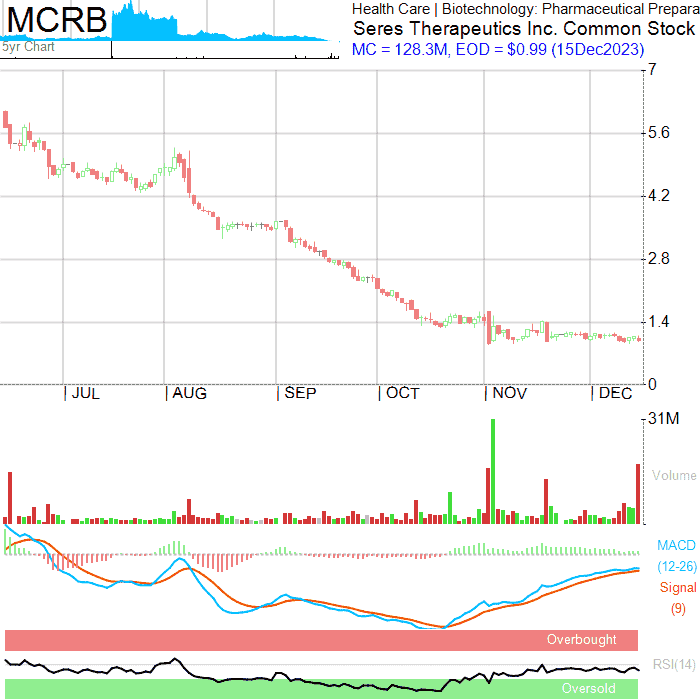 MCRB
5yr Chart
Health Care | Biotechnology: Pharmaceutical Prepara
Seres Therapeutics Inc. Common Stock
MC = 128.3M, EOD = $0.99 (15Dec2023)
7
5.6
4.2
2.8
1.4
0
| JUL | AUG | SEP | OCT | NOV | DEC
31M
Volume
MACD
(12-26)
Signal
(9)
Overbought
RSI(14)
Oversold